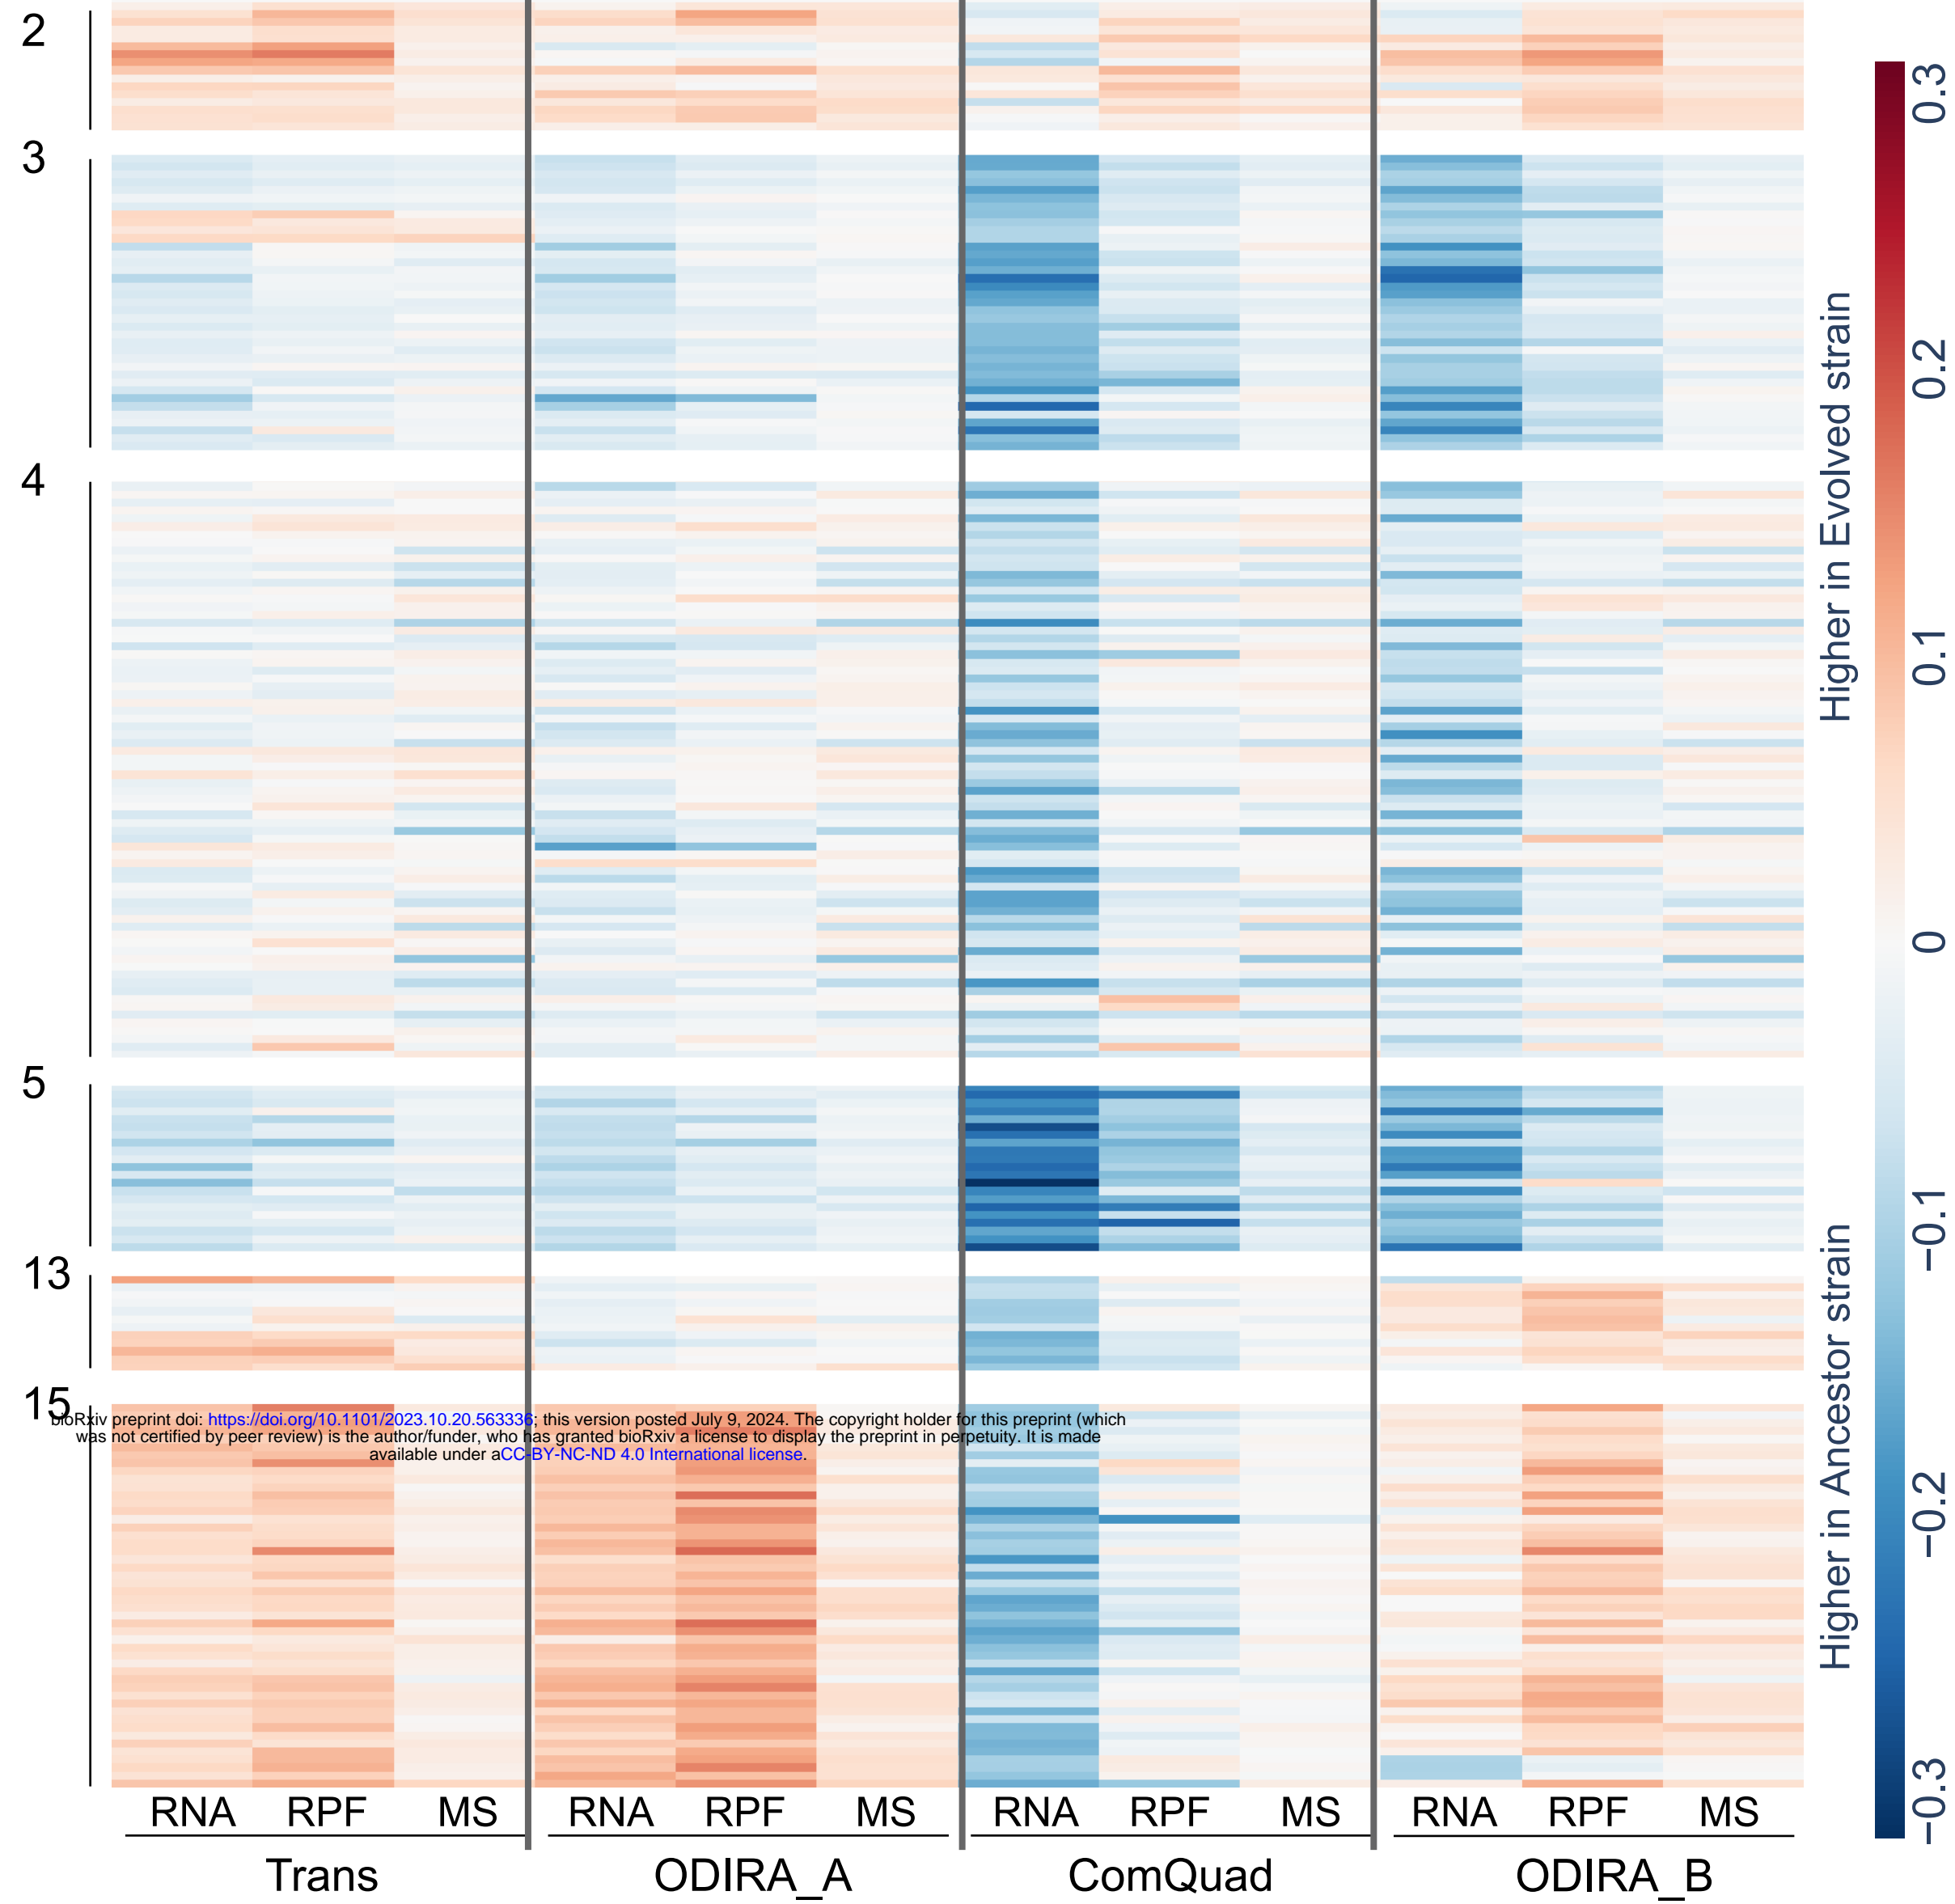 2
3
4
5
13
15
bioRxiv preprint doi: https://doi.org/10.1101/2023.10.20.563336; this version posted July 9, 2024. The copyright holder for this preprint (which
was not certified by peer review) is the author/funder, who has granted bioRxiv a license to display the preprint in perpetuity. It is made
available under aCC-BY-NC-ND 4.0 International license.
RNA RPF MS RNA RPF MS RNA RPF MS RNA RPF MS
Trans ODIRA_A ComQuad ODIRA_B
Higher in Evolved strain
Higher in Ancestor strain
0.3
0.2
0.1
0
−0.1
−0.2
−0.3